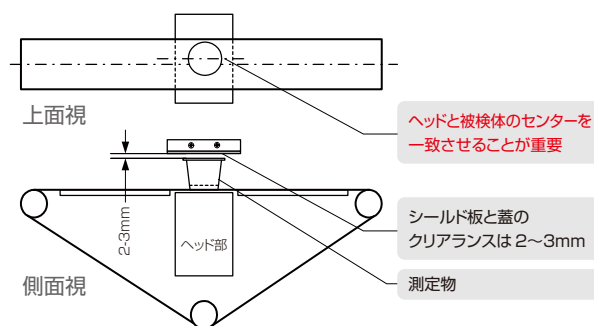 上面視
ヘッドと被検体のセンターを
一致させることが重要
2-3mm
シールド板と蓋の
クリアランスは2～3mm
ヘッド部
測定物
側面視